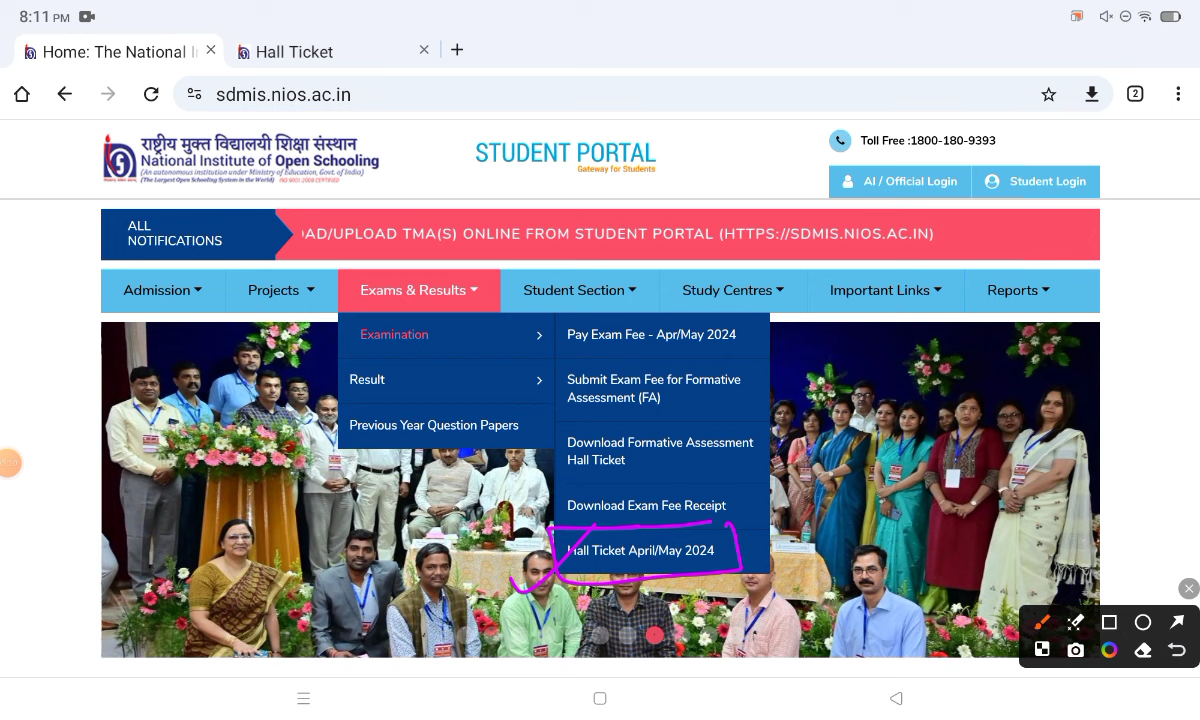 8:11 PM
Home: The National I
Hall Ticket
sdmis.nios.ac.in
2
राष्ट्रीय मुक्त विद्यालयी शिक्षा संस्थान
National Institute of Open Schooling
(An autonomous institution under Ministry of Education, Govt. of India)
(The Largest Open Schooling System in the World) ISO 9001:2008 CERTIFIED
STUDENT PORTAL
Gateway for Students
Toll Free :1800-180-9393
AI / Official Login
Student Login
ALL
NOTIFICATIONS
AD/UPLOAD TMA(S) ONLINE FROM STUDENT PORTAL (HTTPS://SDMIS.NIOS.AC.IN)
Admission
Projects
Exams & Results
Student Section
Study Centres
Important Links
Reports
Examination
Result
Previous Year Question Papers
Pay Exam Fee - Apr/May 2024
Submit Exam Fee for Formative
Assessment (FA)
Download Formative Assessment
Hall Ticket
Download Exam Fee Receipt
Hall Ticket April/May 2024